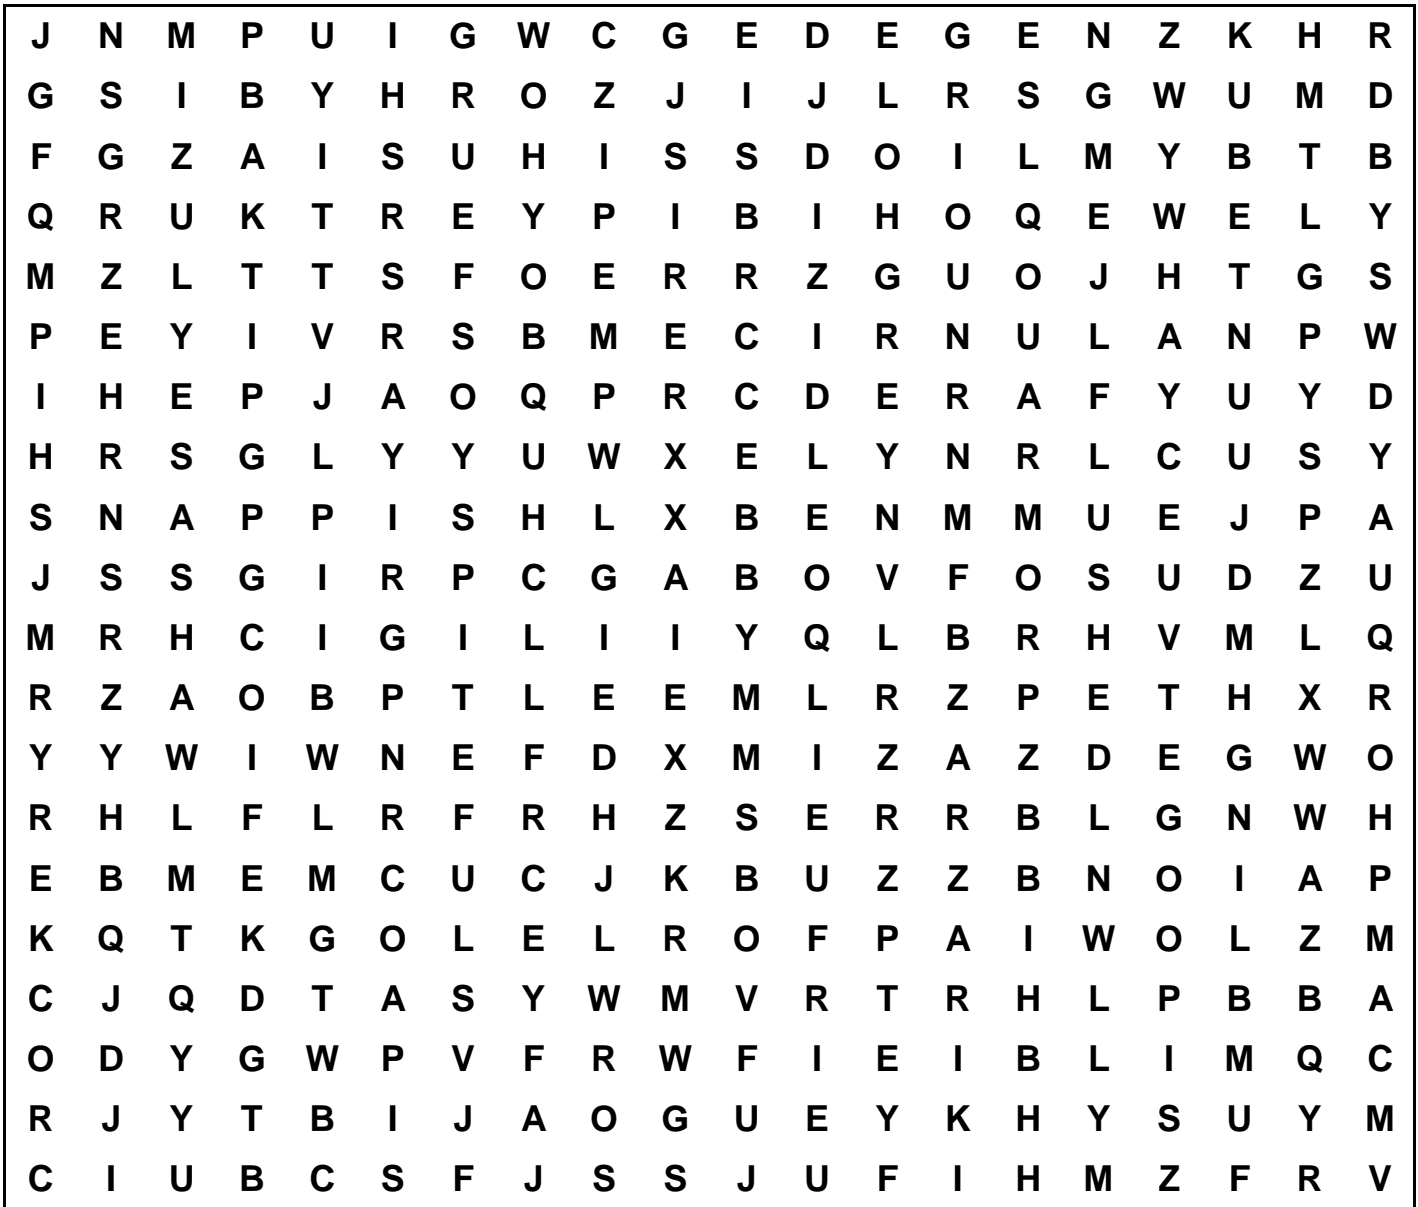 J N M P U I G W C G E D E G E N Z K H R
G S I B Y H R O Z J I J L R S G W U M D
F G Z A I S U H I S S D O I L M Y B T B
Q R U K T R E Y P I B I H O Q E W E L Y
M Z L T T S F O E R R Z G U O J H T G S
P E Y I V R S B M E C I R N U L A N P W
I H E P J A O Q P R C D E R A F Y U Y D
H R S G L Y Y U W X E L Y N R L C U S Y
S N A P P I S H L X B E N M M U E J P A
J S S G I R P C G A B O V F O S U D Z U
M R H C I G I L I I Y Q L B R H V M L Q
R Z A O B P T L E E M L R Z P E T H X R
Y Y W I W N E F D X M I Z A Z D E G W O
R H L F L R F R H Z S E R R B L G N W H
E B M E M C U C J K B U Z Z B N O I A P
K Q T K G O L E L R O F P A I W O L Z M
C J Q D T A S Y W M V R T R H L P B B A
O D Y G W P V F R W F I E I B L I M Q C
R J Y T B I J A O G U E Y K H Y S U Y M
C I U B C S F J S S J U F I H M Z F R V